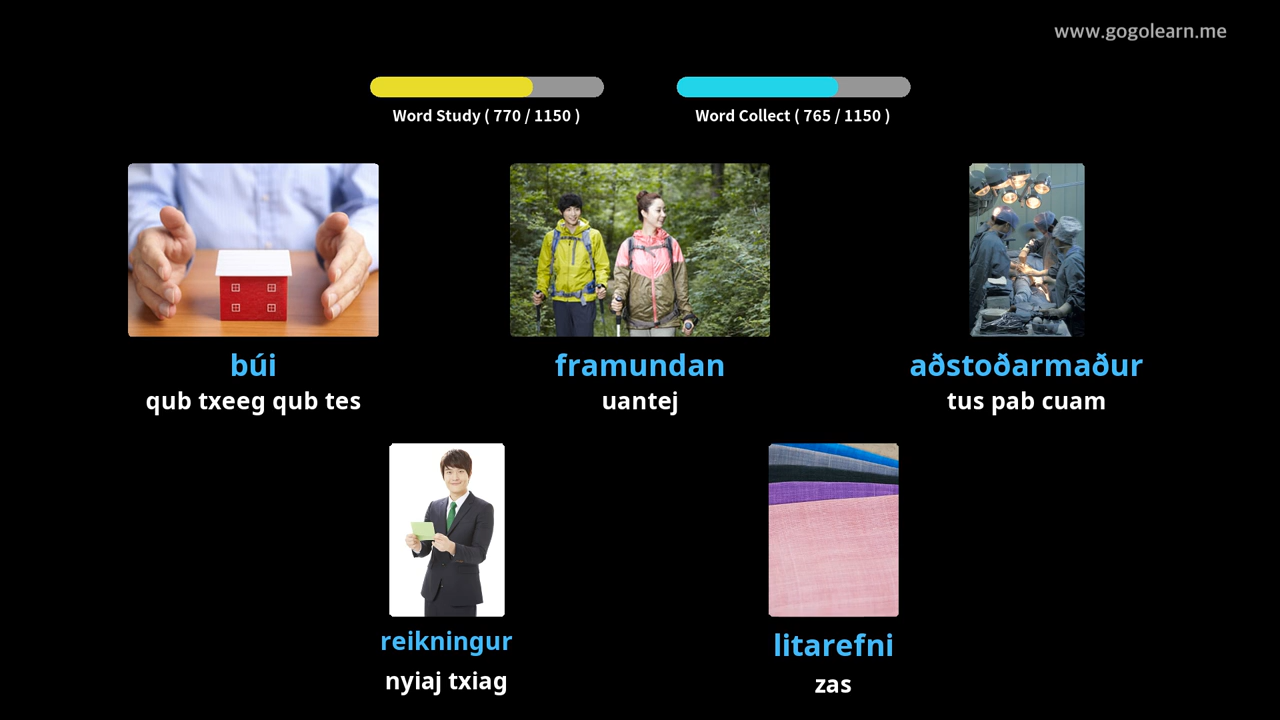 www.gogolearn.me
Word Study ( 770 / 1150 )
Word Collect ( 765 / 1150 )
búi
framundan
aðstoðarmaður
qub txeeg qub tes
uantej
tus pab cuam
reikningur
litarefni
nyiaj txiag
zas